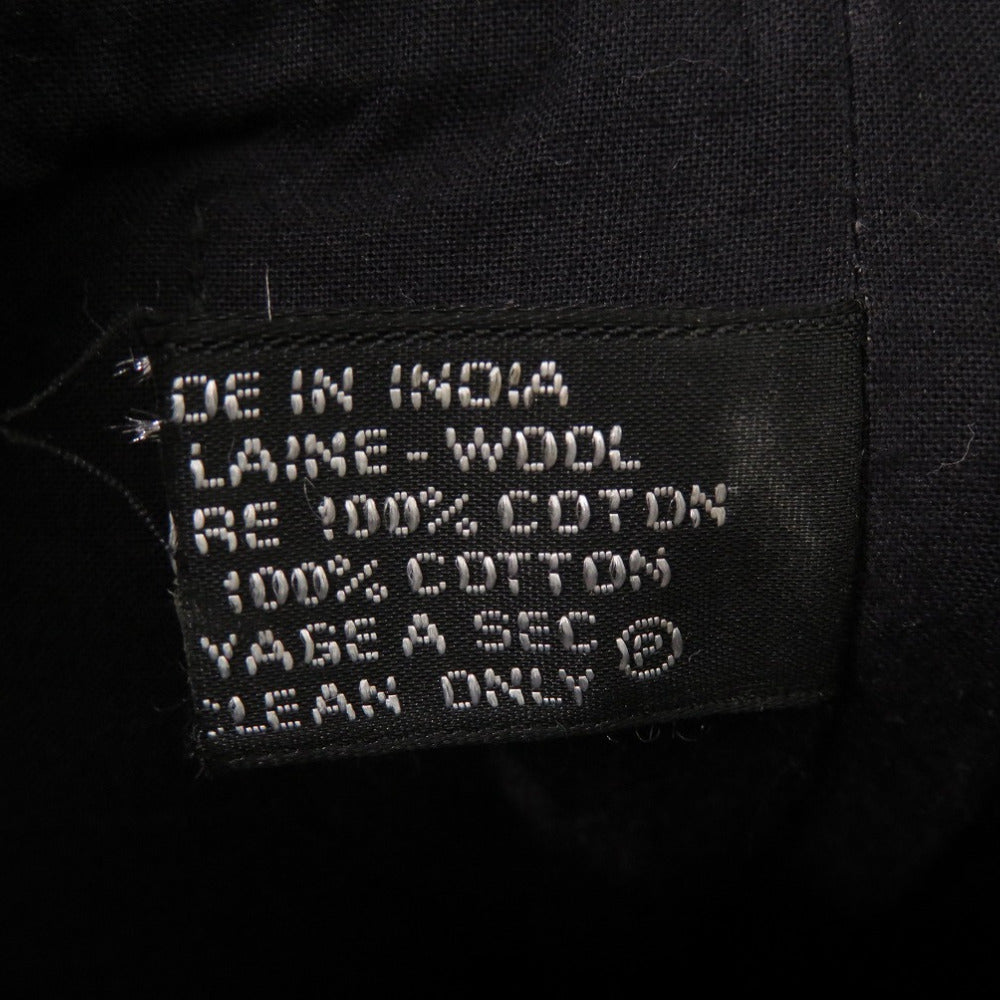 DE IN INDIA
LAINE - WOOL
RE 100% COTON
100% COTTON
YAGE A SEC
LEAN ONLY Ⓟ